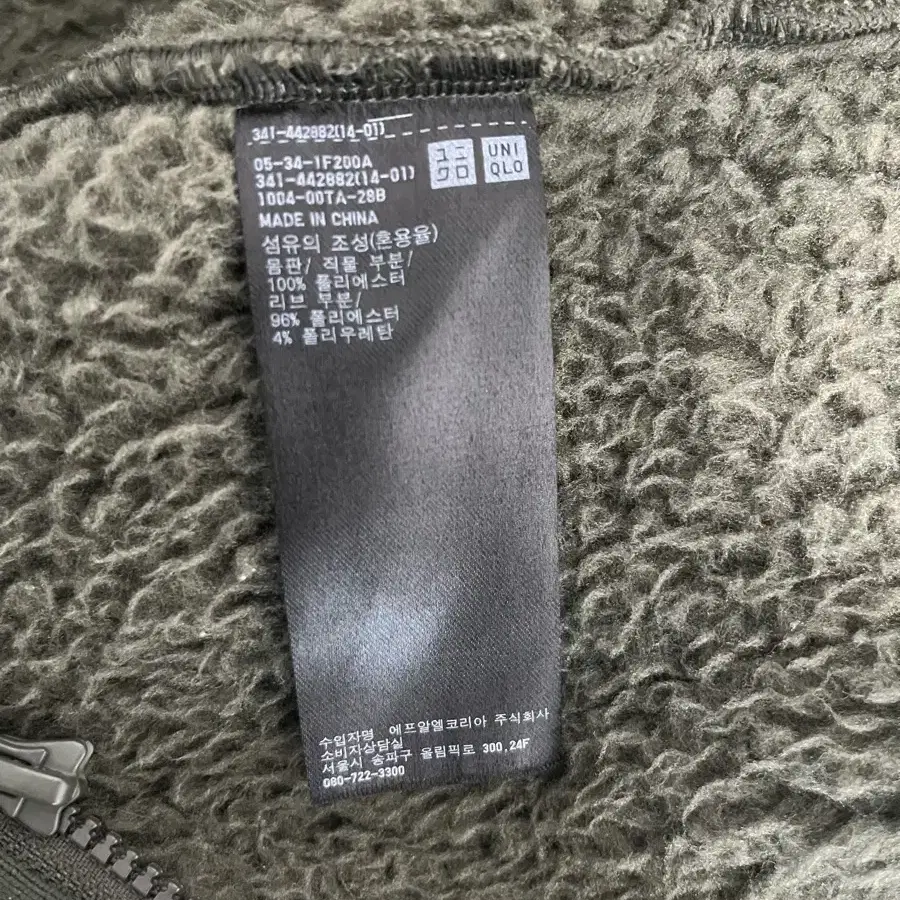 341-442882(14-01)
05-34-1F200A
341-442882(14-01)
1004-00TA-28B
ユニ
クロ
UNI
QLO
MADE IN CHINA
섬유의 조성(혼용율)
몸판/ 직물 부분/
100% 폴리에스터
리브 부분/
96% 폴리에스터
4% 폴리우레탄
수입자명 에프알엘코리아 주식회사
소비자상담실
서울시 송파구 올림픽로 300,24F
080-722-3300